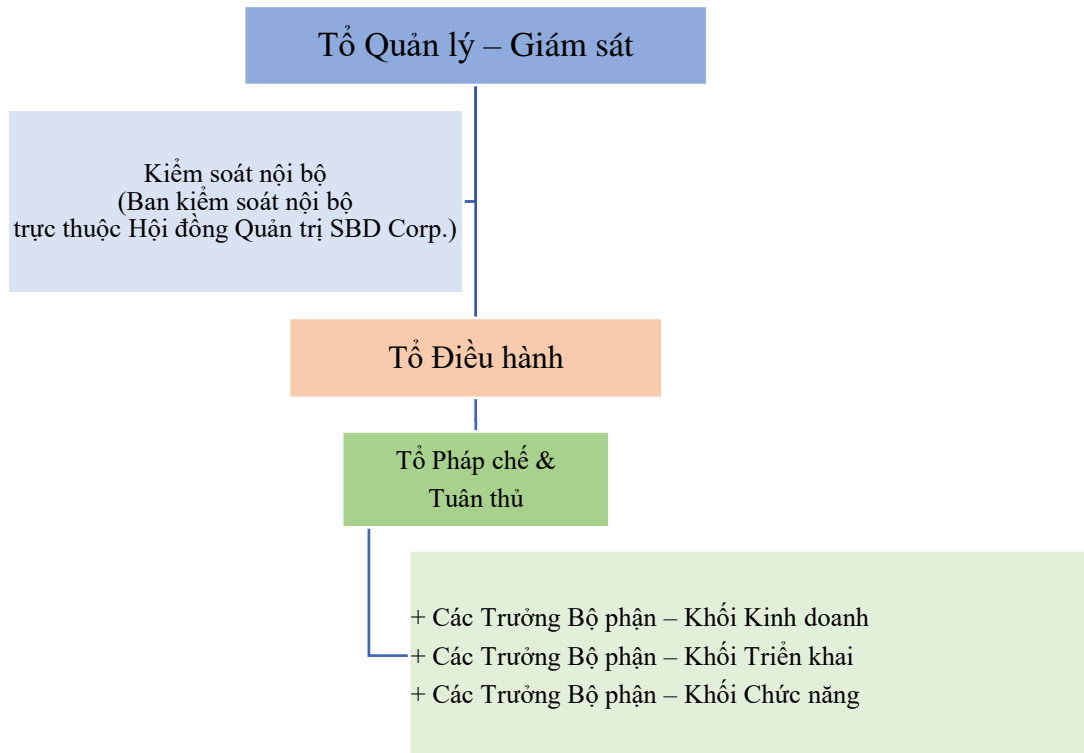 Tổ Quản lý – Giám sát
Kiểm soát nội bộ
(Ban kiểm soát nội bộ
trực thuộc Hội đồng Quản trị SBD Corp.)
Tổ Điều hành
Tổ Pháp chế &
Tuân thủ
+ Các Trưởng Bộ phận – Khối Kinh doanh
+ Các Trưởng Bộ phận – Khối Triển khai
+ Các Trưởng Bộ phận – Khối Chức năng